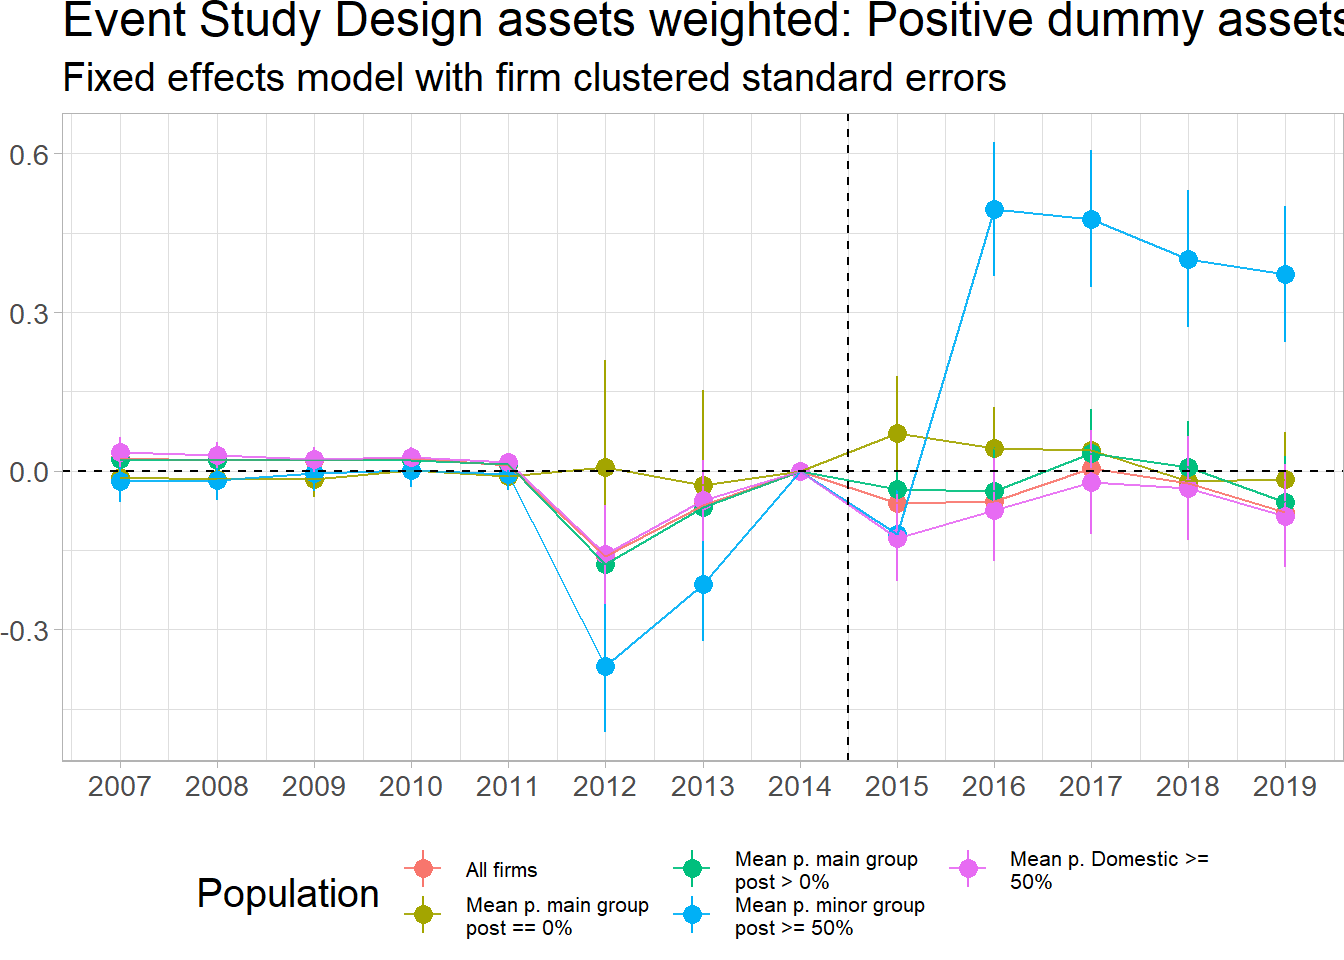 Event Study Design assets weighted: Positive dummy assets
Fixed effects model with firm clustered standard errors
0.6
0.3
0.0
-0.3
2007 2008 2009 2010 2011 2012 2013 2014 2015 2016 2017 2018 2019
Population
All firms
Mean p. main group
post == 0%
Mean p. main group
post > 0%
Mean p. minor group
post >= 50%
Mean p. Domestic >=
50%